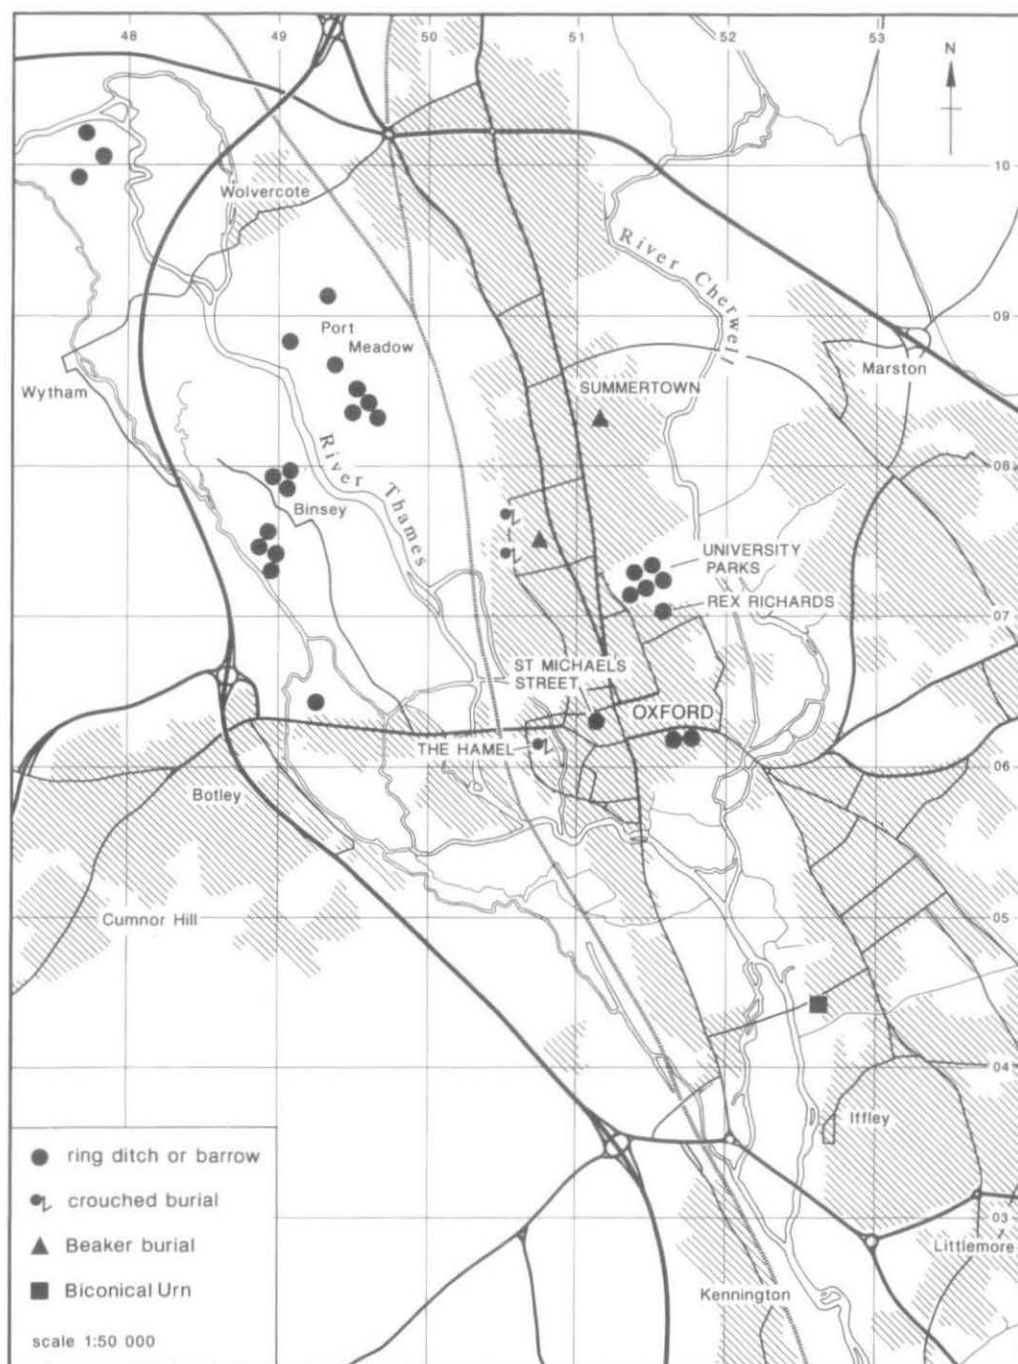 48 49 50 51 52 53
N
10
Wolvercote
River Cherwell
09
Port
Meadow
Marston
Wytham
SUMMERTOWN
08
River Thames
Binsey
UNIVERSITY
PARKS
07
REX RICHARDS
ST MICHAELS
STREET
OXFORD
THE HAMEL
06
Botley
05
Cumnor Hill
04
Iffley
ring ditch or barrow
crouched burial
03
Beaker burial
Littlemore
Biconical Urn
Kennington
scale 1:50 000